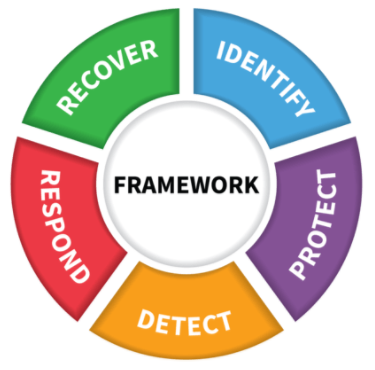 IDENTIFY
PROTECT
DETECT
RESPOND
RECOVER
FRAMEWORK